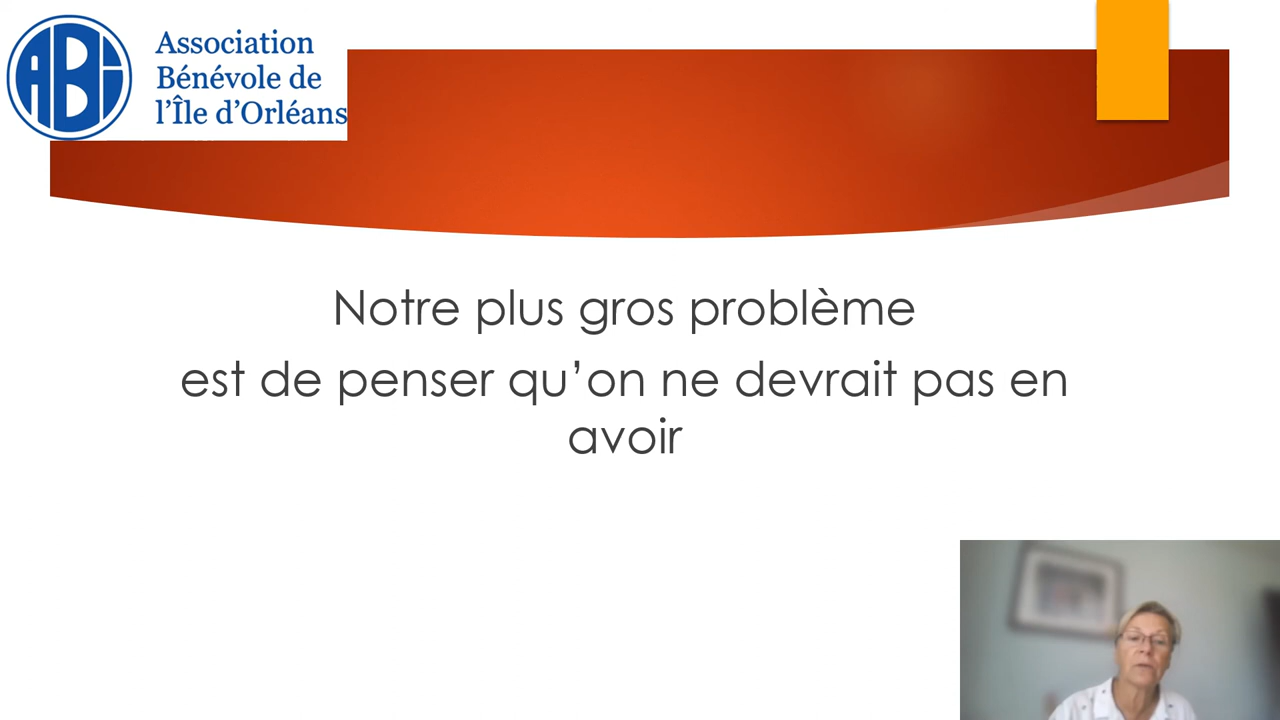 ABi
Association
Bénévole de
l'Île d'Orléans
Notre plus gros problème
est de penser qu’on ne devrait pas en
avoir